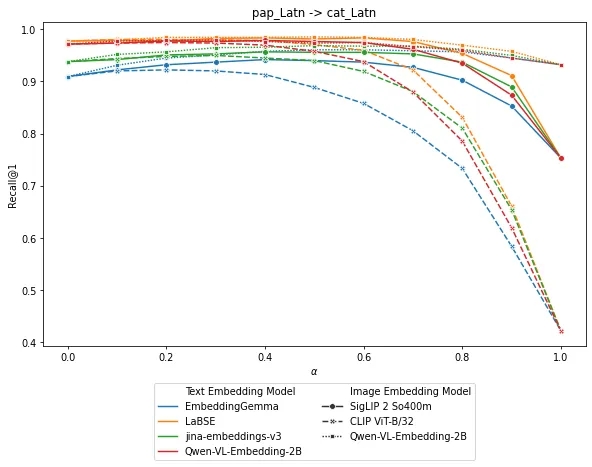 pap_Latn -> cat_Latn
1.0
0.9
0.8
0.7
0.6
0.5
0.4
Recall@1
0.0 0.2 0.4 0.6 0.8 1.0
α
Text Embedding Model Image Embedding Model
EmbeddingGemma SigLIP 2 So400m
LaBSE CLIP ViT-B/32
jina-embeddings-v3 Qwen-VL-Embedding-2B
Qwen-VL-Embedding-2B